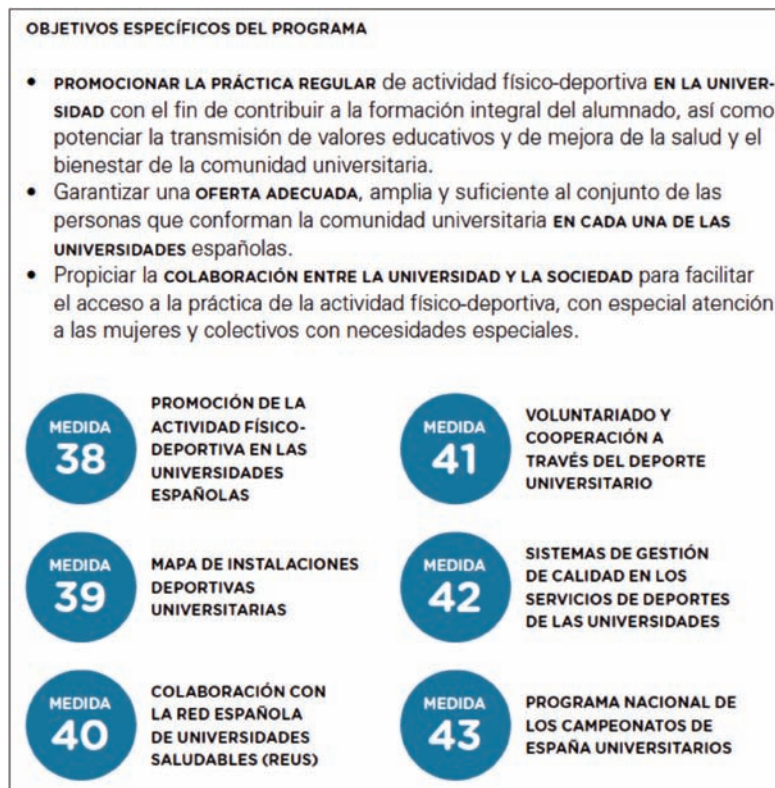 OBJETIVOS ESPECÍFICOS DEL PROGRAMA
• PROMOCIONAR LA PRÁCTICA REGULAR de actividad físico-deportiva EN LA UNIVER-
SIDAD con el fin de contribuir a la formación integral del alumnado, así como
potenciar la transmisión de valores educativos y de mejora de la salud y el
bienestar de la comunidad universitaria.
• Garantizar una OFERTA ADECUADA, amplia y suficiente al conjunto de las
personas que conforman la comunidad universitaria EN CADA UNA DE LAS
UNIVERSIDADES españolas.
• Propiciar la COLABORACIÓN ENTRE LA UNIVERSIDAD Y LA SOCIEDAD para facilitar
el acceso a la práctica de la actividad físico-deportiva, con especial atención
a las mujeres y colectivos con necesidades especiales.
MEDIDA
38
PROMOCIÓN DE LA
ACTIVIDAD FÍSICO-
DEPORTIVA EN LAS
UNIVERSIDADES
ESPAÑOLAS
MEDIDA
39
MAPA DE INSTALACIONES
DEPORTIVAS
UNIVERSITARIAS
MEDIDA
40
COLABORACIÓN CON
LA RED ESPAÑOLA
DE UNIVERSIDADES
SALUDABLES (REUS)
MEDIDA
41
VOLUNTARIADO Y
COOPERACIÓN A
TRAVÉS DEL DEPORTE
UNIVERSITARIO
MEDIDA
42
SISTEMAS DE GESTIÓN
DE CALIDAD EN LOS
SERVICIOS DE DEPORTES
DE LAS UNIVERSIDADES
MEDIDA
43
PROGRAMA NACIONAL DE
LOS CAMPEONATOS DE
ESPAÑA UNIVERSITARIOS